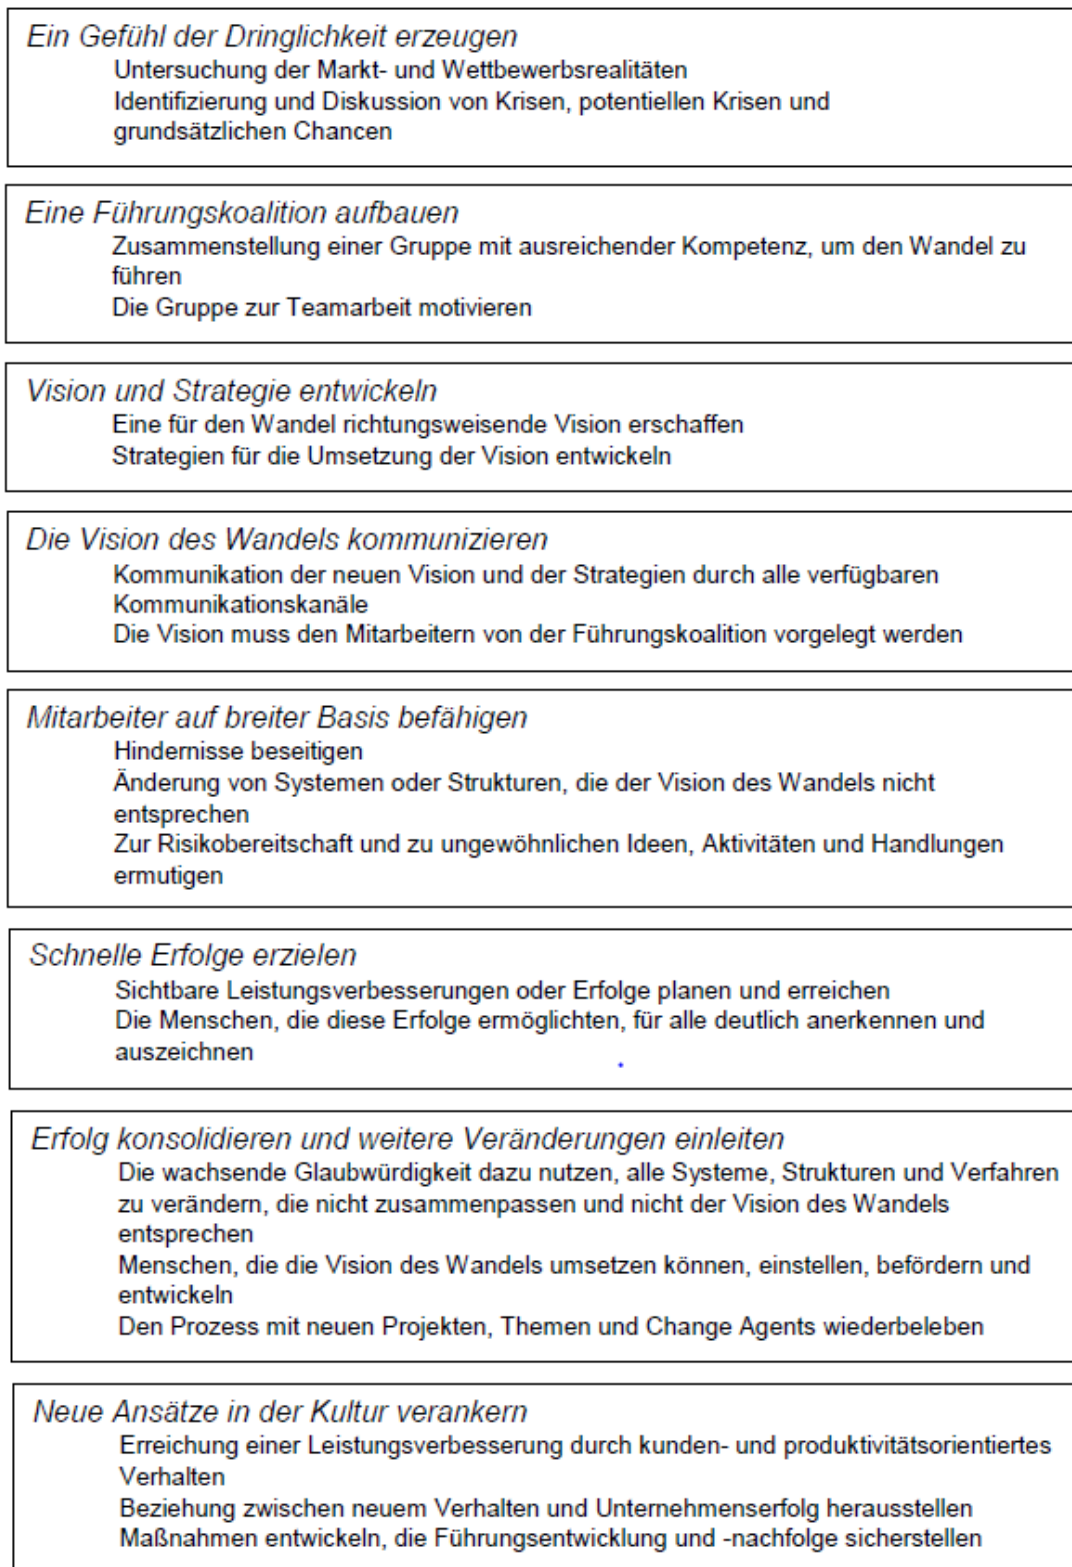 Ein Gefühl der Dringlichkeit erzeugen
Untersuchung der Markt- und Wettbewerbsrealitäten
Identifizierung und Diskussion von Krisen, potentiellen Krisen und
grundsätzlichen Chancen
Eine Führungskoalition aufbauen
Zusammenstellung einer Gruppe mit ausreichender Kompetenz, um den Wandel zu
führen
Die Gruppe zur Teamarbeit motivieren
Vision und Strategie entwickeln
Eine für den Wandel richtungsweisende Vision erschaffen
Strategien für die Umsetzung der Vision entwickeln
Die Vision des Wandels kommunizieren
Kommunikation der neuen Vision und der Strategien durch alle verfügbaren
Kommunikationskanäle
Die Vision muss den Mitarbeitern von der Führungskoalition vorgelegt werden
Mitarbeiter auf breiter Basis befähigen
Hindernisse beseitigen
Änderung von Systemen oder Strukturen, die der Vision des Wandels nicht
entsprechen
Zur Risikobereitschaft und zu ungewöhnlichen Ideen, Aktivitäten und Handlungen
ermutigen
Schnelle Erfolge erzielen
Sichtbare Leistungsverbesserungen oder Erfolge planen und erreichen
Die Menschen, die diese Erfolge ermöglichten, für alle deutlich anerkennen und
auszeichnen
Erfolg konsolidieren und weitere Veränderungen einleiten
Die wachsende Glaubwürdigkeit dazu nutzen, alle Systeme, Strukturen und Verfahren
zu verändern, die nicht zusammenpassen und nicht der Vision des Wandels
entsprechen
Menschen, die die Vision des Wandels umsetzen können, einstellen, befördern und
entwickeln
Den Prozess mit neuen Projekten, Themen und Change Agents wiederbeleben
Neue Ansätze in der Kultur verankern
Erreichung einer Leistungsverbesserung durch kunden- und produktivitätsorientiertes
Verhalten
Beziehung zwischen neuem Verhalten und Unternehmenserfolg herausstellen
Maßnahmen entwickeln, die Führungsentwicklung und -nachfolge sicherstellen